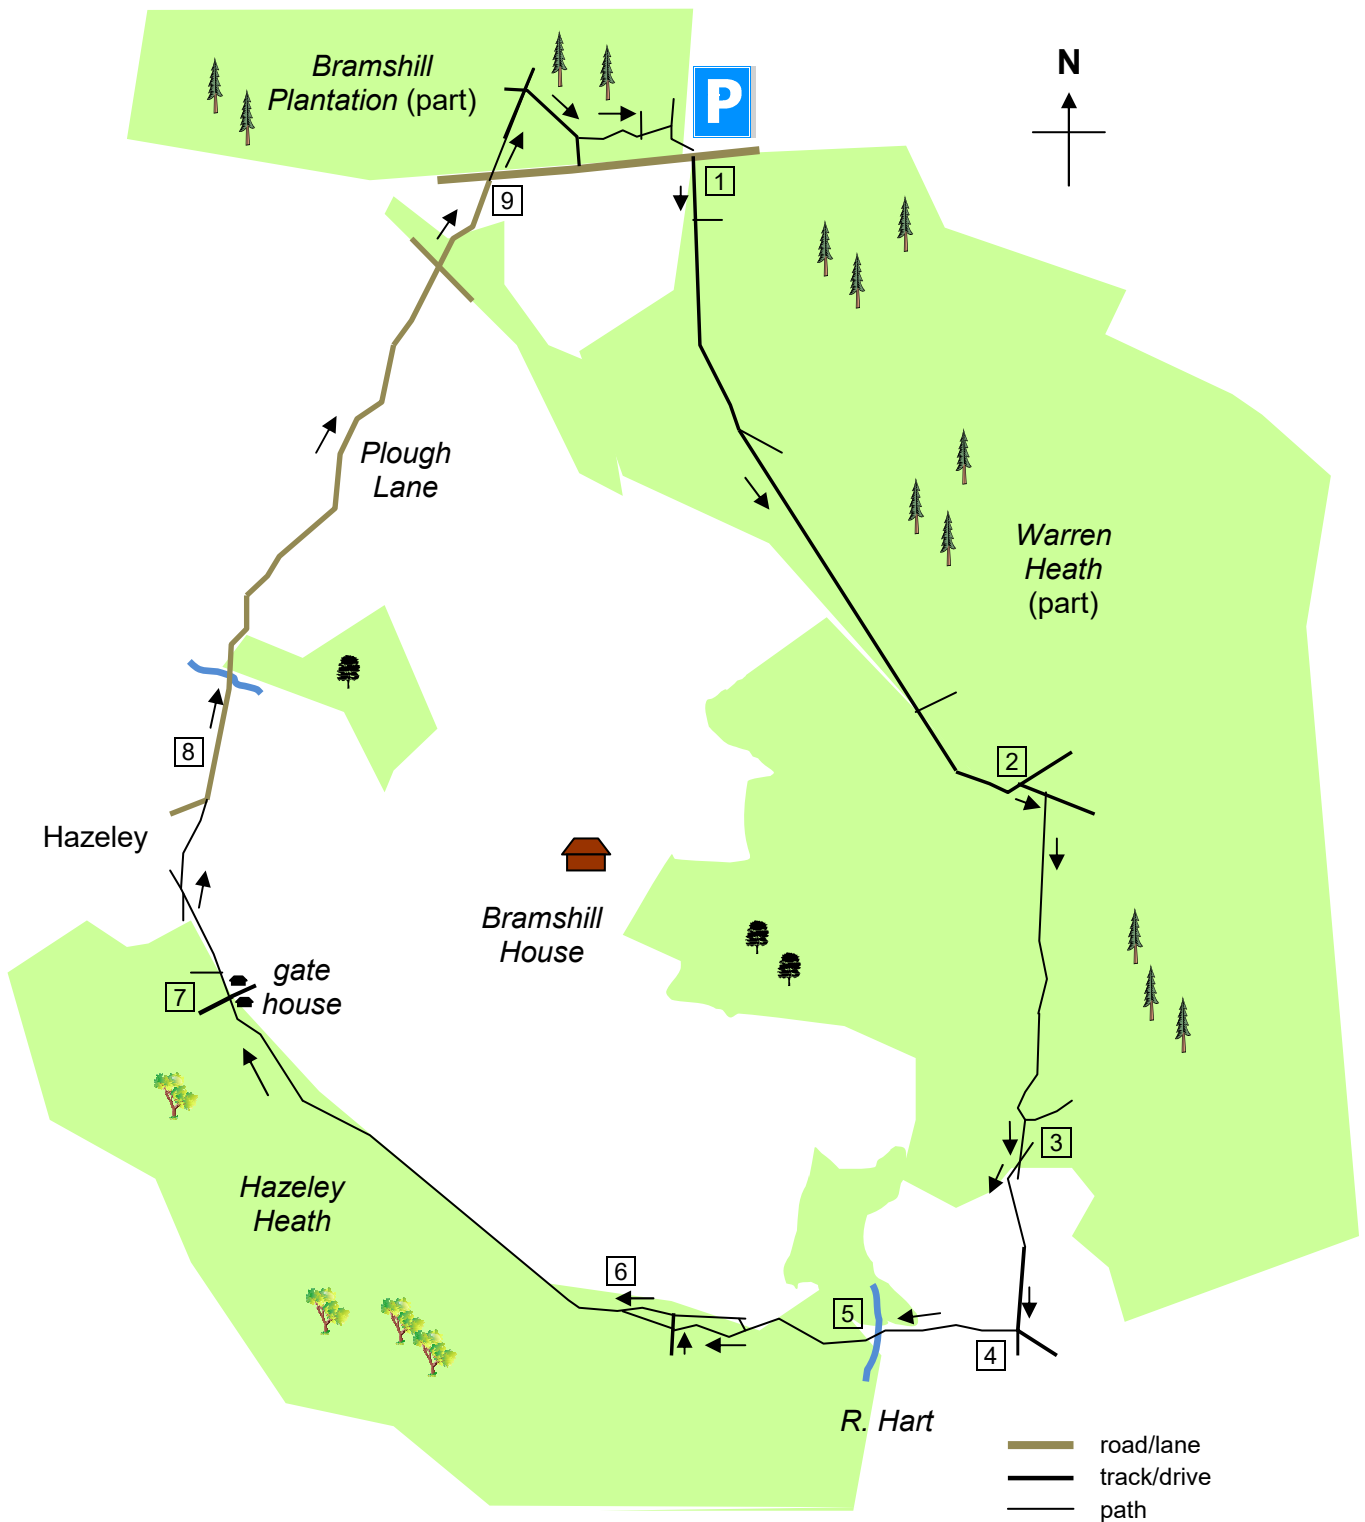 Bramshill
Plantation (part)
P
N
1
9
Plough
Lane
Warren
Heath
(part)
2
8
Hazeley
Bramshill
House
gate
house
7
3
Hazeley
Heath
6
5
4
R. Hart
road/lane
track/drive
path